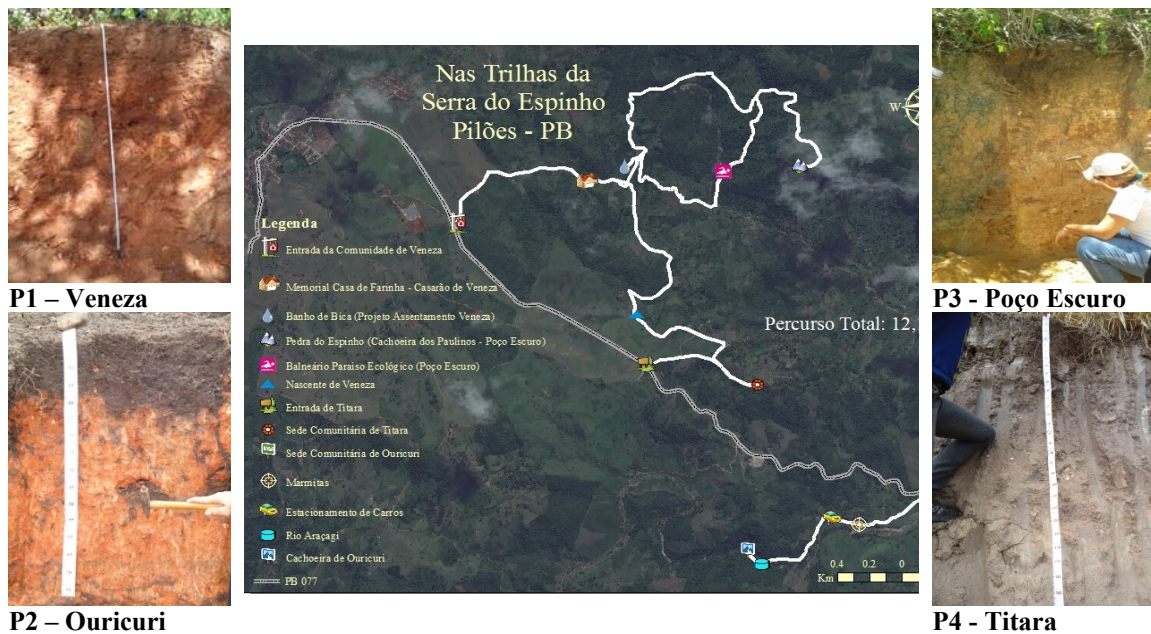 P1 – Veneza
P2 – Ouricuri
Nas Trilhas da
Serra do Espinho
Pilões - PB
W
Legenda
Entrada da Comunidade de Veneza
Memorial Casa de Farinha - Casarão de Veneza
Banho de Bica (Projeto Assentamento Veneza)
Pedra do Espinho (Cachoeira dos Paulinos - Poço Escuro)
Balneário Paraiso Ecológico (Poço Escuro)
Nascente de Veneza
Entrada de Titara
Sede Comunitária de Titara
Sede Comunitária de Ouricuri
Marmitas
Estacionamento de Carros
Rio Araçagi
Cachoeira de Ouricuri
PB 077
Percurso Total: 12,
0.4 0.2 0
Km
P3 - Poço Escuro
P4 - Titara